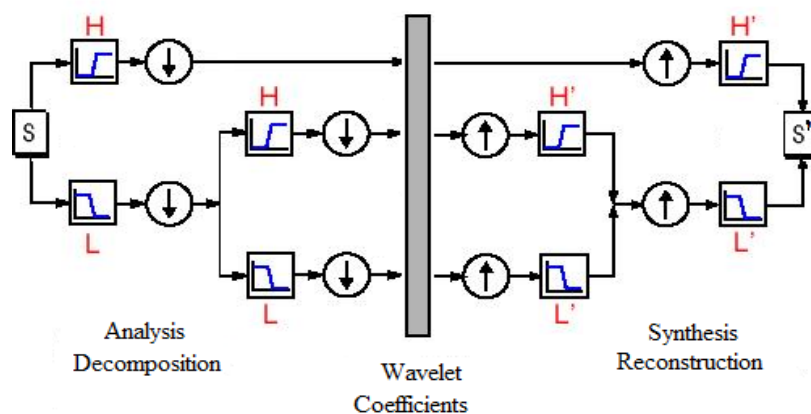 H
H'
H
H'
S
S'
L
L'
L
L'
Analysis
Decomposition
Wavelet
Coefficients
Synthesis
Reconstruction